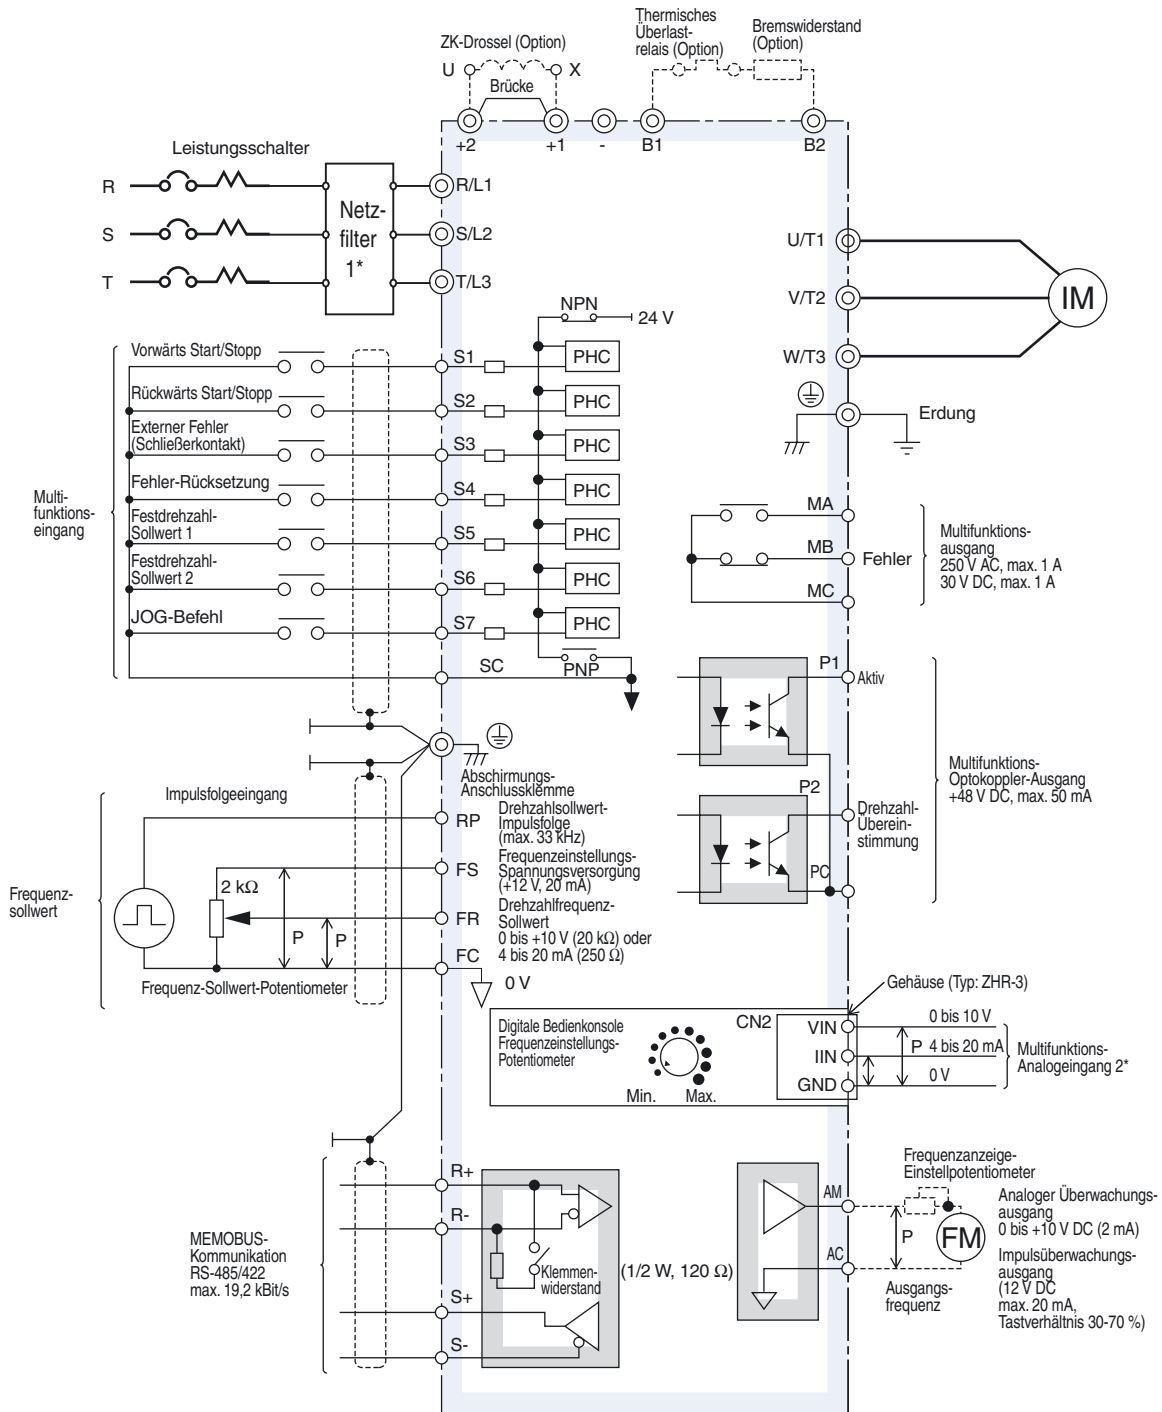 ZK-Drossel (Option)
U
X
Brücke
Thermisches
Überlast-
relais (Option)
Bremswiderstand
(Option)
+2
+1
-
B1
B2
Leistungsschalter
R
S
T
Netz-
filter
1*
R/L1
S/L2
T/L3
U/T1
V/T2
W/T3
IM
Erdung
NPN
24 V
Multi-
funktions-
eingang
Vorwärts Start/Stopp
S1
PHC
Rückwärts Start/Stopp
S2
PHC
Externer Fehler
(Schließerkontakt)
S3
PHC
Fehler-Rücksetzung
S4
PHC
Festdrehzahl-
Sollwert 1
S5
PHC
Festdrehzahl-
Sollwert 2
S6
PHC
JOG-Befehl
S7
PHC
SC
PNP
MA
MB
MC
Fehler
Multifunktions-
ausgang
250 V AC, max. 1 A
30 V DC, max. 1 A
P1
Aktiv
P2
Drehzahl-
Überein-
stimmung
PC
Multifunktions-
Optokoppler-Ausgang
+48 V DC, max. 50 mA
Abschirmungs-
Anschlussklemme
Frequenz-
sollwert
Impulsfolgeeingang
2 kΩ
P
P
Frequenz-Sollwert-Potentiometer
RP
Drehzahlsollwert-
Impulsfolge
(max. 33 kHz)
FS
Frequenzeinstellungs-
Spannungsversorgung
(+12 V, 20 mA)
FR
Drehzahlfrequenz-
Sollwert
0 bis +10 V (20 kΩ) oder
4 bis 20 mA (250 Ω)
FC
0 V
Gehäuse (Typ: ZHR-3)
Digitale Bedienkonsole
Frequenzeinstellungs-
Potentiometer
Min.
Max.
CN2
VIN
IIN
GND
0 bis 10 V
P
4 bis 20 mA
0 V
Multifunktions-
Analogeingang 2*
MEMOBUS-
Kommunikation
RS-485/422
max. 19,2 kBit/s
R+
R-
S+
S-
Klemmen-
widerstand
(1/2 W, 120 Ω)
AM
AC
Frequenzanzeige-
Einstellpotentiometer
P
FM
Ausgangs-
frequenz
Analoger Überwachungs-
ausgang
0 bis +10 V DC (2 mA)
Impulsüberwachungs-
ausgang
(12 V DC
max. 20 mA,
Tastverhältnis 30-70 %)